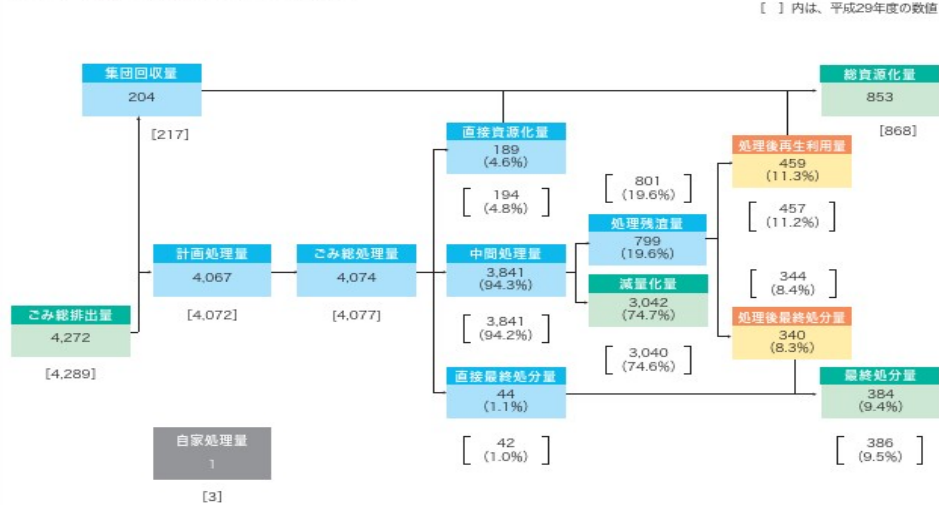 [ ] 内は、平成29年度の数値
集団回収量
204
[217]
総資源化量
853
[868]
直接資源化量
189
(4.6%)
194
(4.8%)
処理後再生利用量
459
(11.3%)
457
(11.2%)
801
(19.6%)
処理残渣量
799
(19.6%)
計画処理量
4,067
[4,072]
ごみ総処理量
4,074
[4,077]
中間処理量
3,841
(94.3%)
3,841
(94.2%)
減量化量
3,042
(74.7%)
3,040
(74.6%)
344
(8.4%)
処理後最終処分量
340
(8.3%)
ごみ総排出量
4,272
[4,289]
直接最終処分量
44
(1.1%)
42
(1.0%)
最終処分量
384
(9.4%)
386
(9.5%)
自家処理量
1
[3]